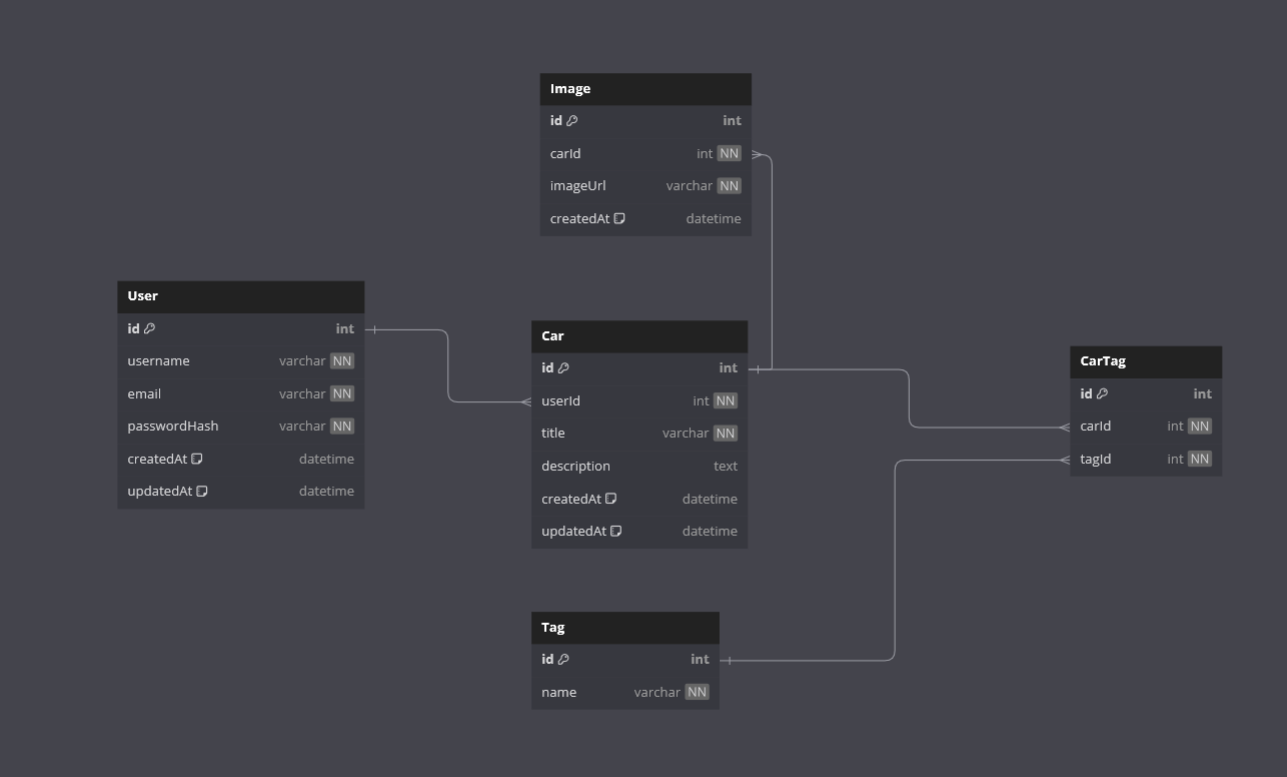 Image
id int
carId int NN
imageUrl varchar NN
createdAt datetime
User
id int
username varchar NN
email varchar NN
passwordHash varchar NN
createdAt datetime
updatedAt datetime
Car
id int
userId int NN
title varchar NN
description text
createdAt datetime
updatedAt datetime
CarTag
id int
carId int NN
tagId int NN
Tag
id int
name varchar NN